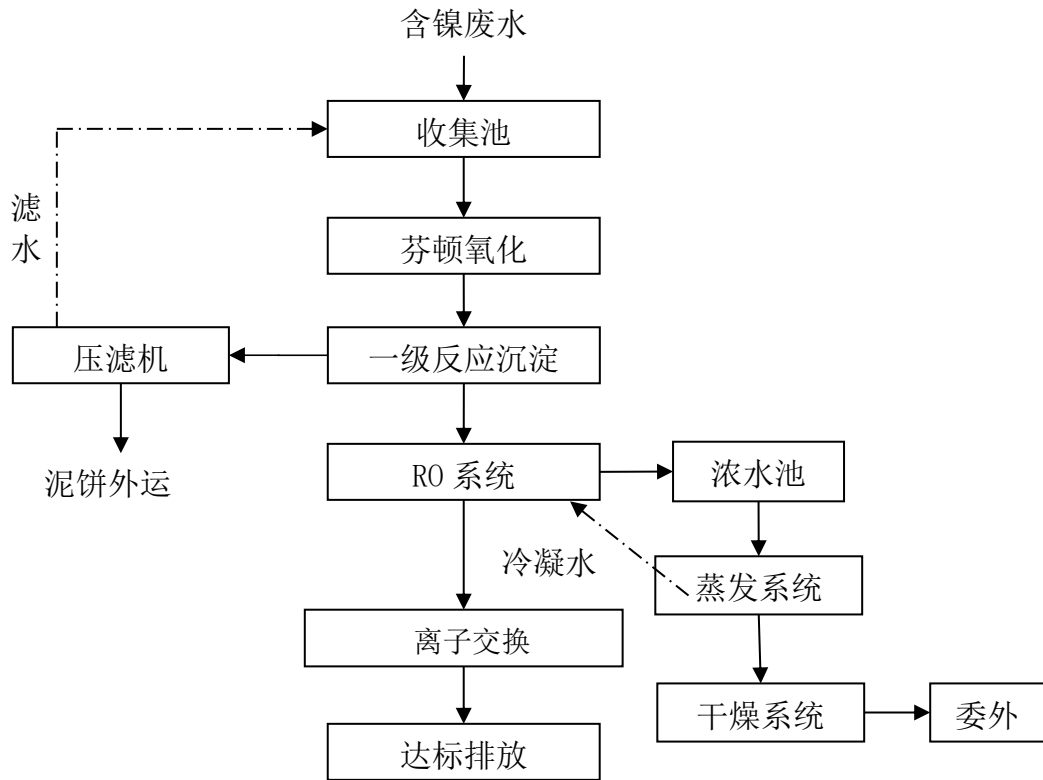 含镍废水
收集池
滤
水
芬顿氧化
压滤机
一级反应沉淀
泥饼外运
RO 系统
浓水池
冷凝水
蒸发系统
离子交换
干燥系统
委外
达标排放